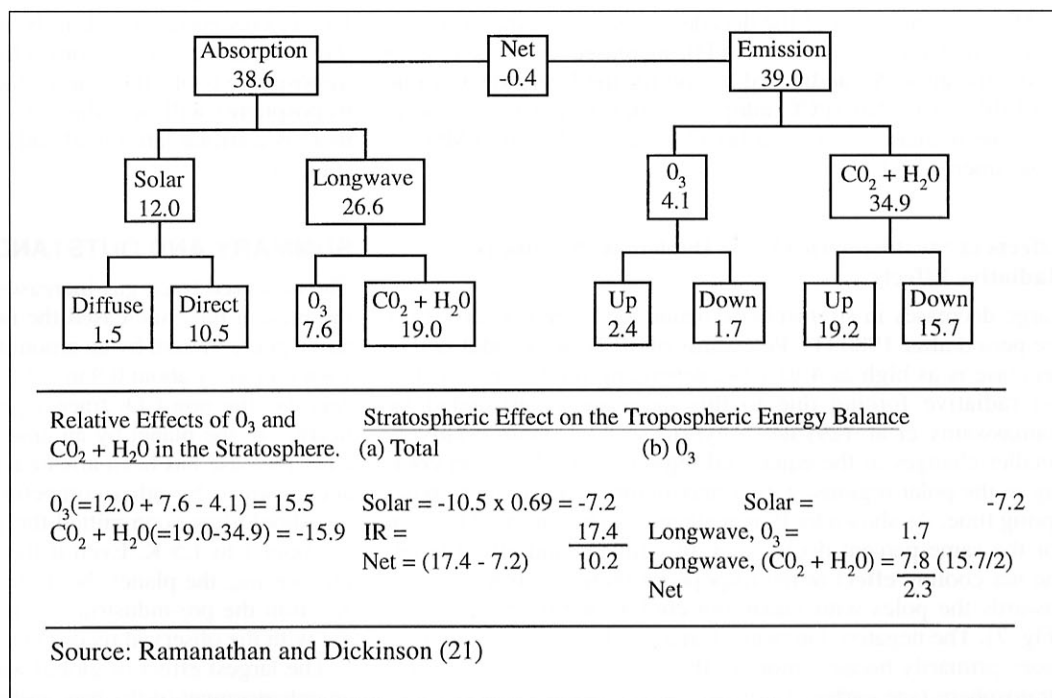 Absorption Net Emission
38.6 -0.4 39.0
Solar Longwave 0₃ C0₂ + H₂0
12.0 26.6 4.1 34.9
Diffuse Direct 0₃ C0₂ + H₂0 Up Down Up Down
1.5 10.5 7.6 19.0 2.4 1.7 19.2 15.7
Relative Effects of 0₃ and Stratospheric Effect on the Tropospheric Energy Balance
C0₂ + H₂0 in the Stratosphere. (a) Total (b) 0₃
0₃(=12.0 + 7.6 - 4.1) = 15.5 Solar = -10.5 x 0.69 = -7.2 Solar = -7.2
C0₂ + H₂0(=19.0-34.9) = -15.9 IR = 17.4 Longwave, 0₃ = 1.7
Net = (17.4 - 7.2) 10.2 Longwave, (C0₂ + H₂0) = 7.8 (15.7/2)
Net 2.3
Source: Ramanathan and Dickinson (21)